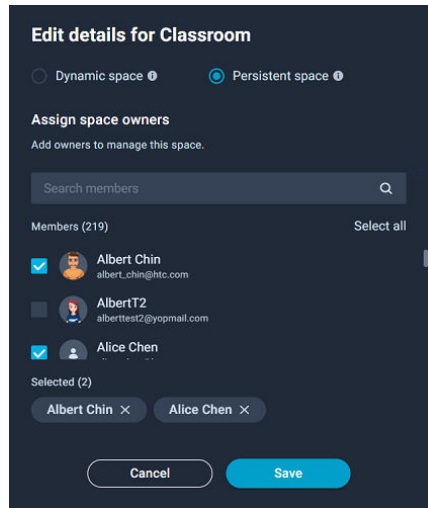 Edit details for Classroom
Dynamic space
Persistent space
Assign space owners
Add owners to manage this space.
Search members
Members (219) Select all
Albert Chin
albert_chin@htc.com
AlbertT2
alberttest2@yopmail.com
Alice Chen
Selected (2)
Albert Chin × Alice Chen ×
Cancel Save